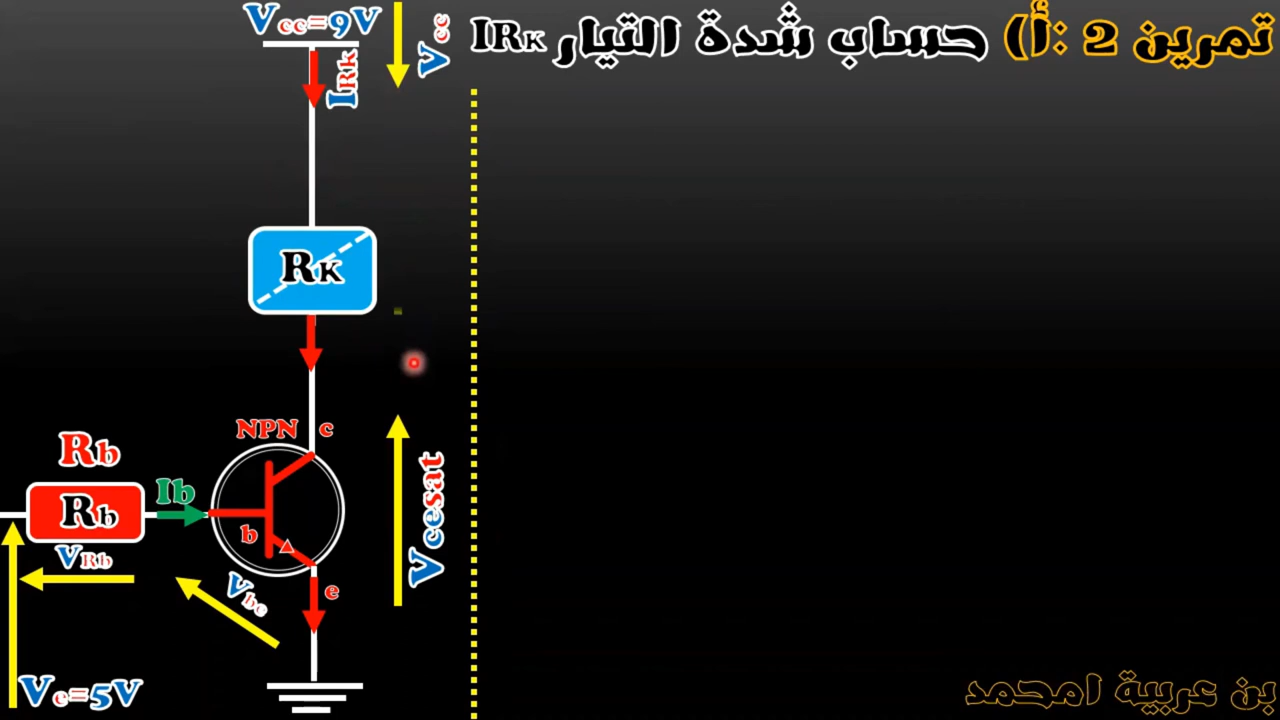 تمرين 2 :أ) حساب شدة التيار IRK
Vcc=9V
Vcc
IRk
RK
NPN
c
Rb
Rb
Ib
b
VRb
Vbe
e
Vcesat
Ve=5V
بن عربية امحمد